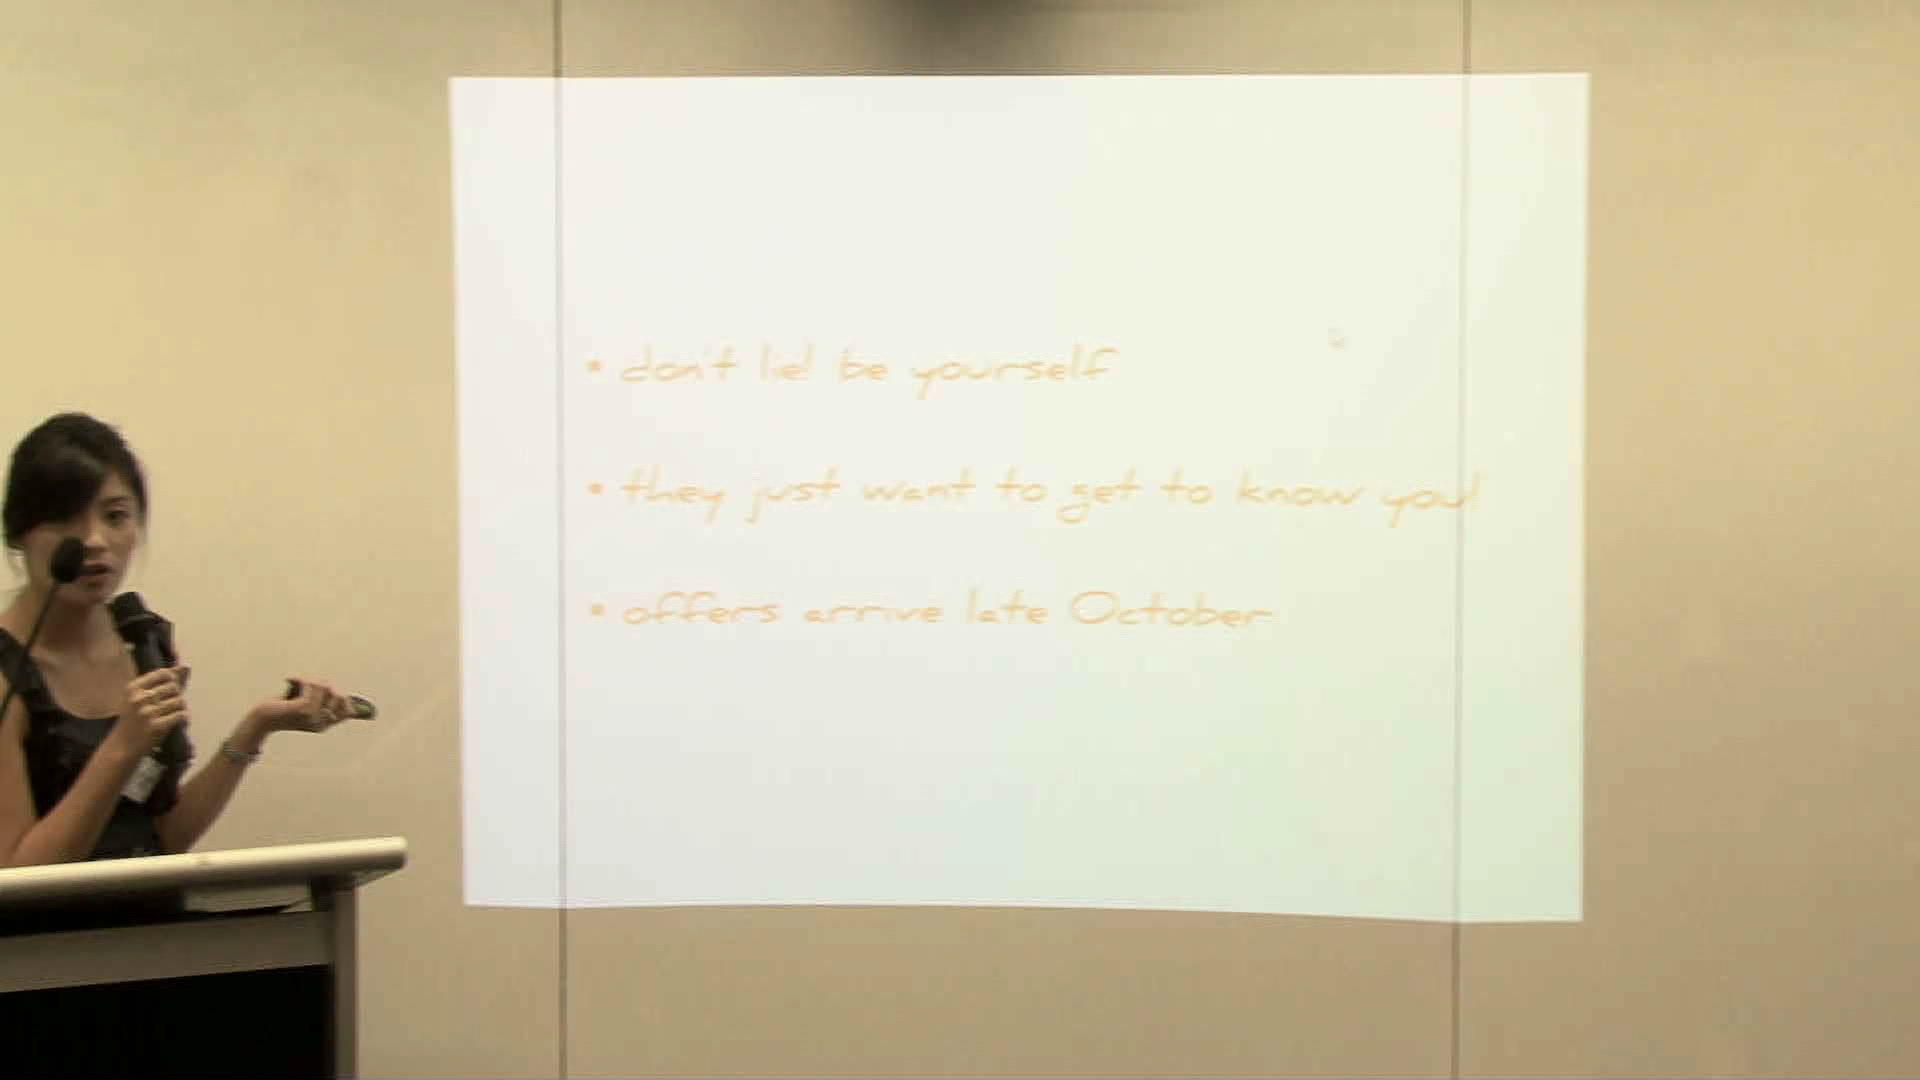 • don't lie! be yourself
• they just want to get to know you!
• offers arrive late October